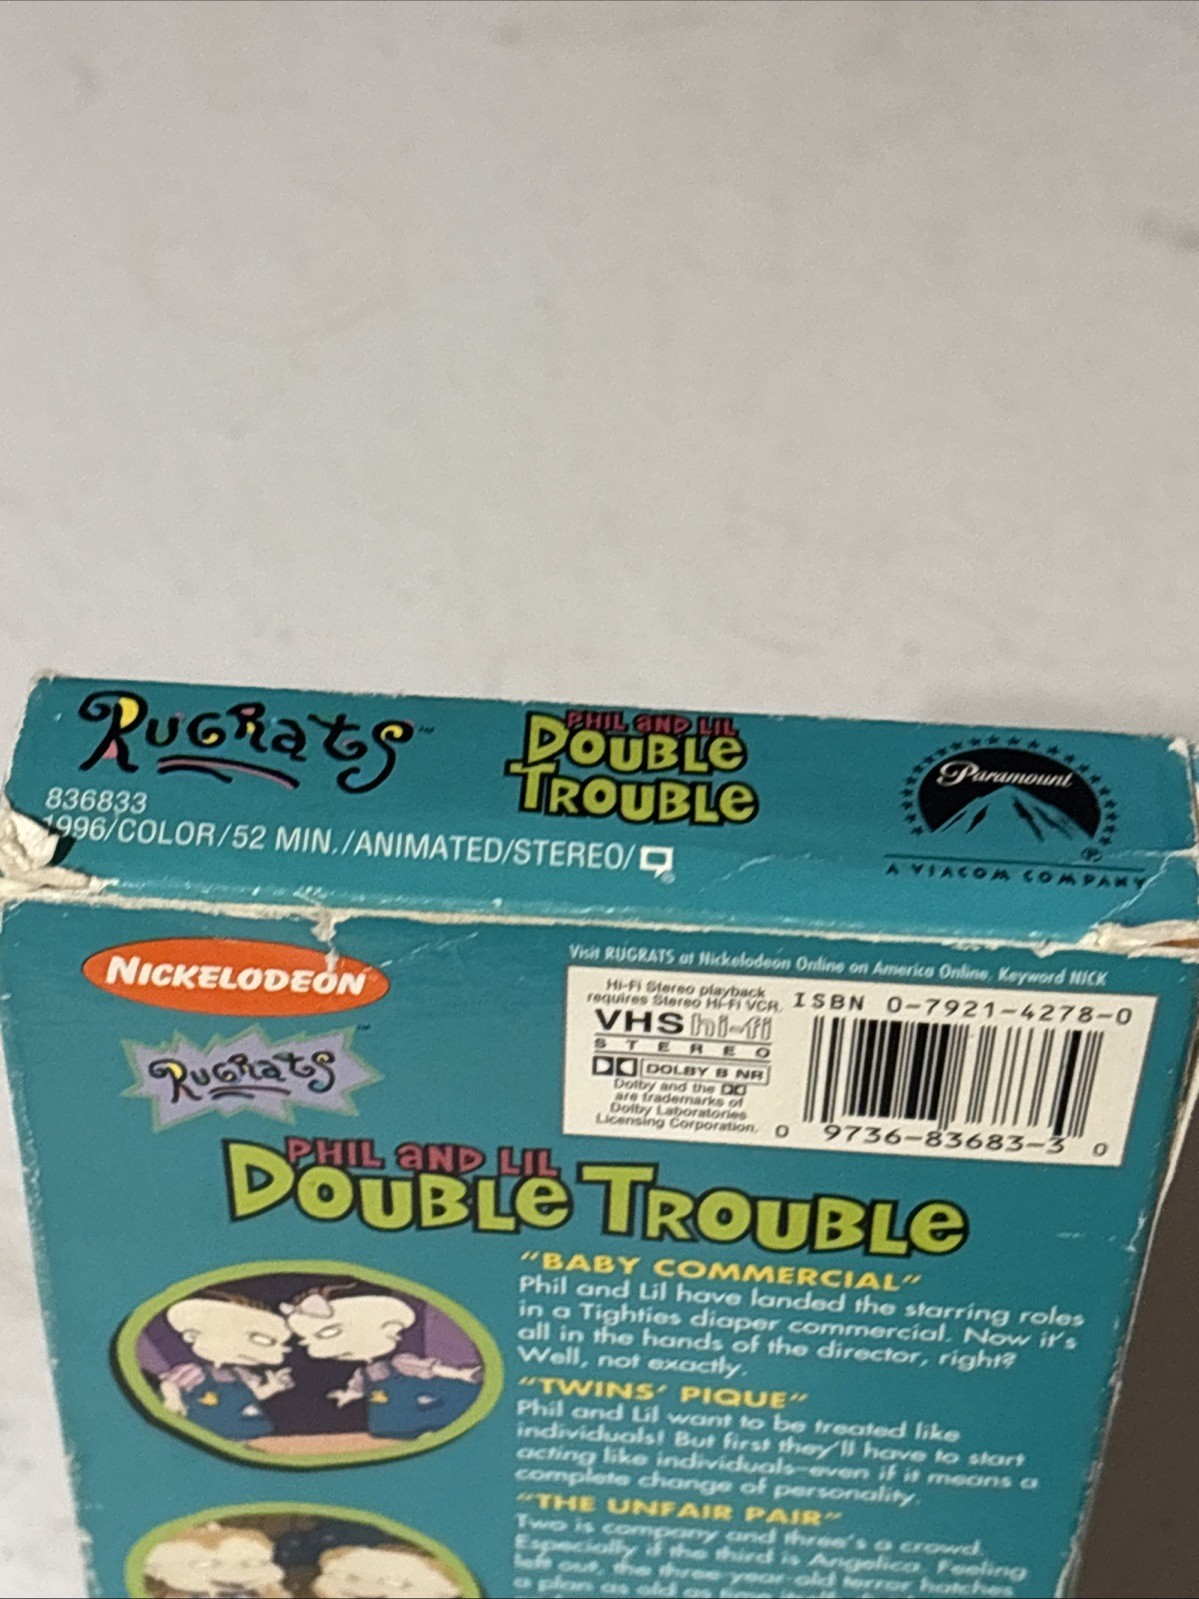 RUGRATS™
PHIL AND LIL
DOUBLE
TROUBLE
Paramount
®
A VIACOM COMPANY
836833
1996/COLOR/52 MIN./ANIMATED/STEREO/
NICKELODEON
RUGRATS™
Visit RUGRATS at Nickelodeon Online on America Online, Keyword NICK
Hi-Fi Stereo playback
requires Stereo Hi-Fi VCR.
VHS hi-fi
STEREO
DOLBY B NR
Dolby and the
are trademarks of
Dolby Laboratories
Licensing Corporation.
ISBN 0-7921-4278-0
0 9736-83683-3 0
PHIL AND LIL
DOUBLE TROUBLE
"BABY COMMERCIAL"
Phil and Lil have landed the starring roles
in a Tighties diaper commercial. Now it's
all in the hands of the director, right?
Well, not exactly.
"TWINS' PIQUE"
Phil and Lil want to be treated like
individuals! But first they'll have to start
acting like individuals—even if it means a
complete change of personality.
"THE UNFAIR PAIR"
Two is company and three's a crowd.
Especially if the third is Angelica. Feeling
left out, the three-year-old terror hatches
a plan as old as time